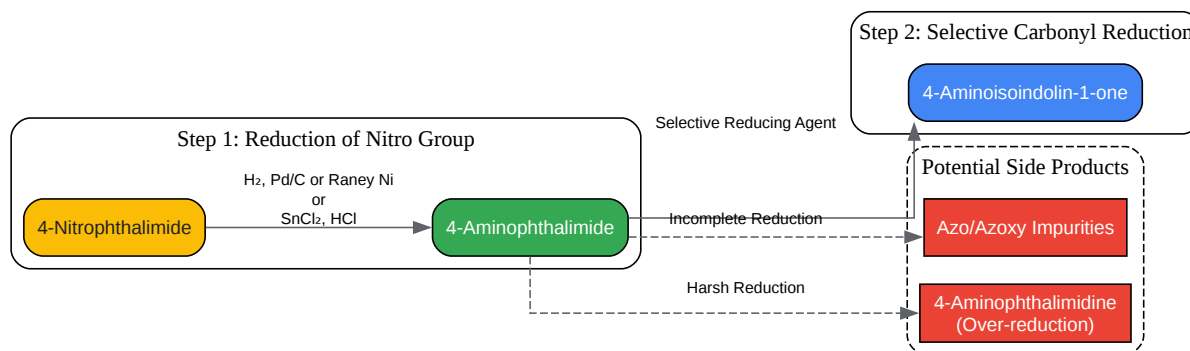 Step 2: Selective Carbonyl Reduction
4-Aminoisoindolin-1-one
Selective Reducing Agent
Step 1: Reduction of Nitro Group
H₂, Pd/C or Raney Ni
or
SnCl₂, HCl
4-Nitrophthalimide
4-Aminophthalimide
Potential Side Products
Incomplete Reduction
Azo/Azoxy Impurities
Harsh Reduction
4-Aminophthalimidine
(Over-reduction)